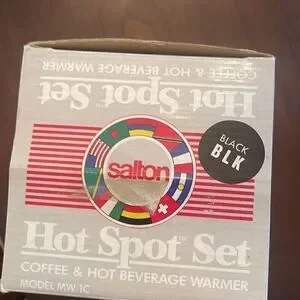 COFFEE & HOT BEVERAGE WARMER
Hot Spot Set
salton
BLACK
BLK
Hot Spot™ Set
COFFEE & HOT BEVERAGE WARMER
MODEL MW 1C